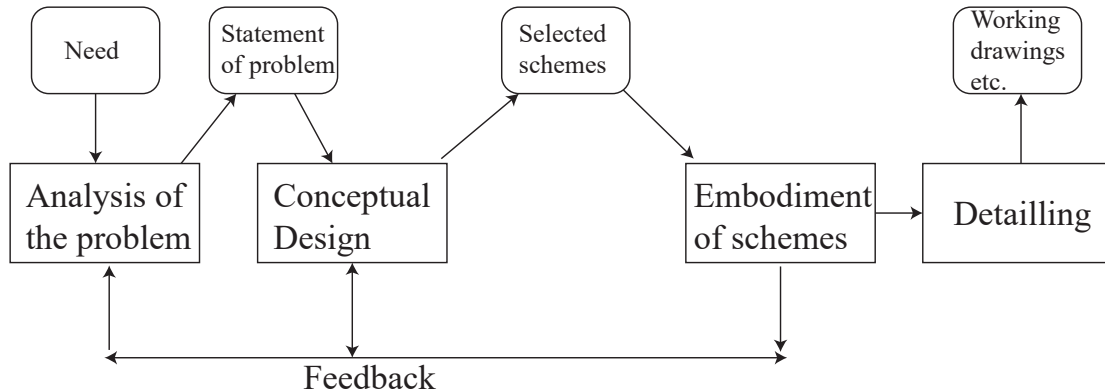 Need
Statement
of problem
Selected
schemes
Working
drawings
etc.
Analysis of
the problem
Conceptual
Design
Embodiment
of schemes
Detailling
Feedback